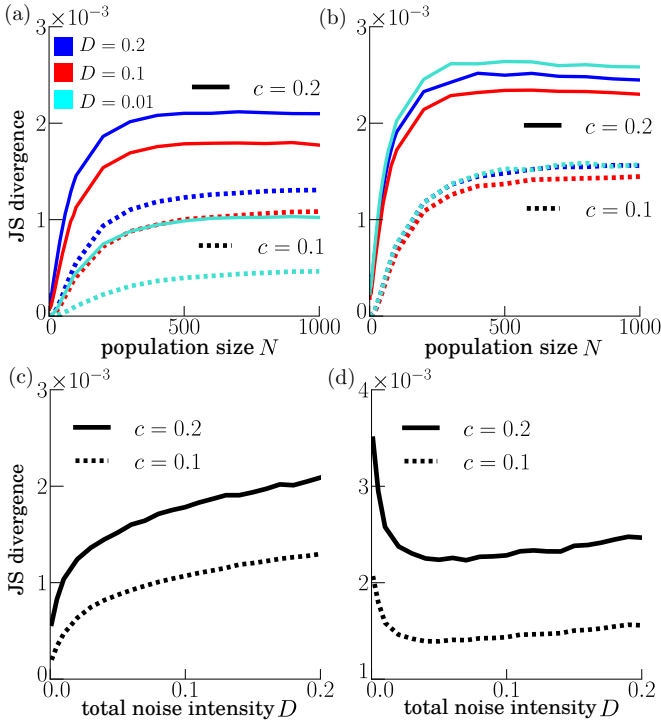 (a)
3×10⁻³
D = 0.2
D = 0.1
D = 0.01
c = 0.2
2
JS divergence
1
c = 0.1
0
0
500
1000
population size N
(b)
3×10⁻³
2
c = 0.2
1
c = 0.1
0
0
500
1000
population size N
(c)
3×10⁻³
c = 0.2
c = 0.1
2
JS divergence
1
0
0.0
0.1
0.2
total noise intensity D
(d)
4×10⁻³
c = 0.2
c = 0.1
3
2
1
0.0
0.1
0.2
total noise intensity D